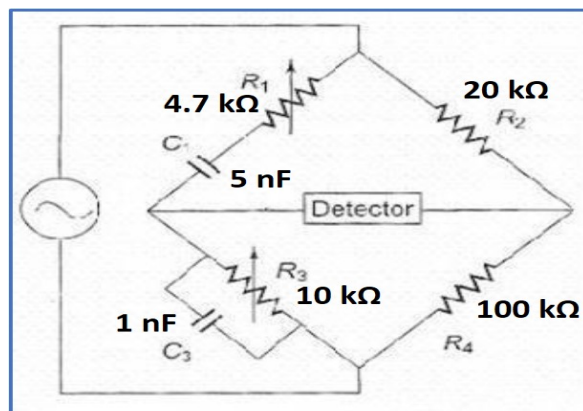 R1
4.7 kΩ
20 kΩ
R2
C1
5 nF
Detector
R3
10 kΩ
100 kΩ
1 nF
C3
R4